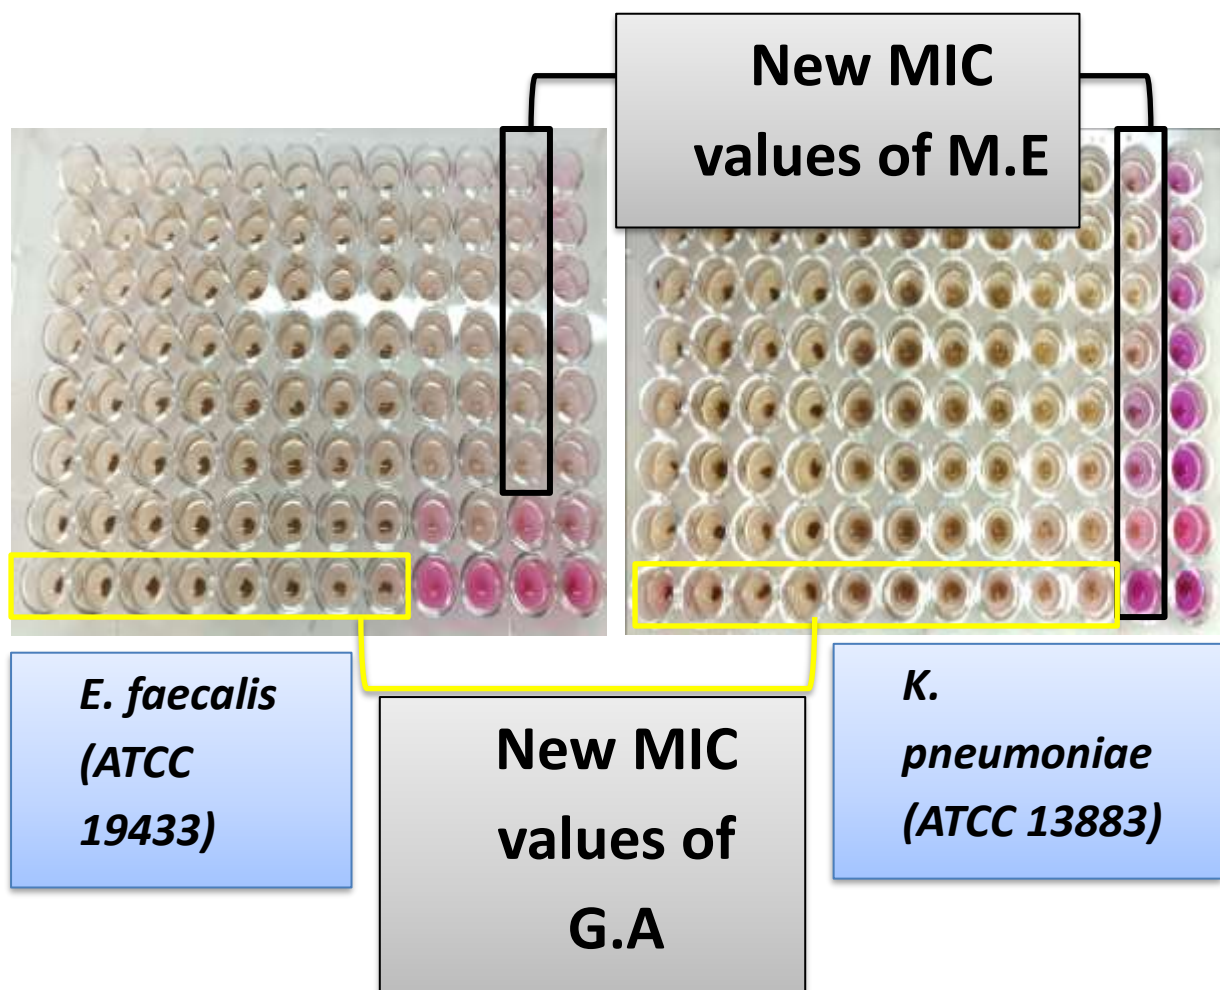 New MIC
values of M.E
E. faecalis
(ATCC
19433)
K.
pneumoniae
(ATCC 13883)
New MIC
values of
G.A